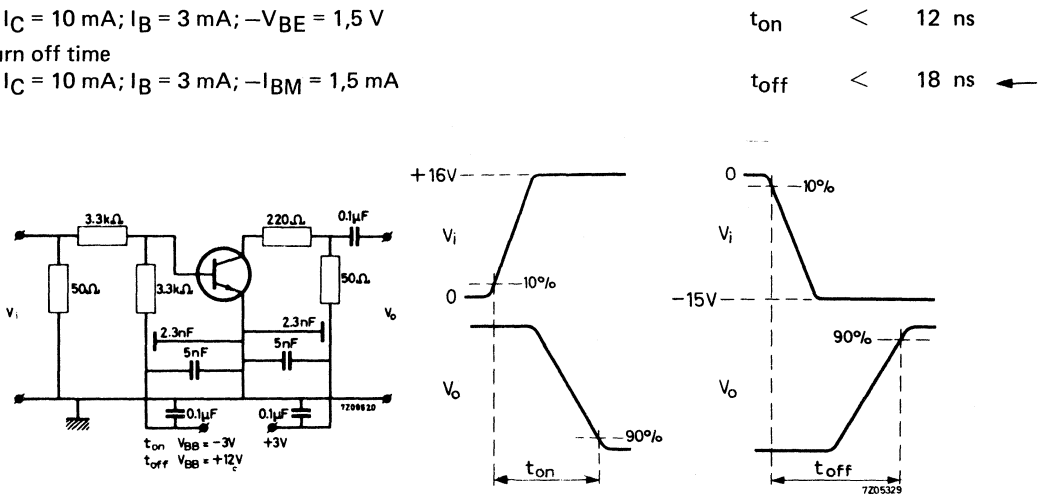 I_C = 10 mA; I_B = 3 mA; –V_BE = 1,5 V t_on < 12 ns
urn off time
I_C = 10 mA; I_B = 3 mA; –I_BM = 1,5 mA t_off < 18 ns
3.3kΩ
220Ω
0.1µF
50Ω
3.3kΩ
50Ω
V_i
V_o
2.3nF
2.3nF
5nF
5nF
0.1µF
0.1µF
7Z09620
t_on V_BB = -3V
+3V
t_off V_BB = +12V
+16V
V_i
10%
0
V_o
90%
t_on
0
10%
V_i
-15V
90%
V_o
t_off
7Z05329